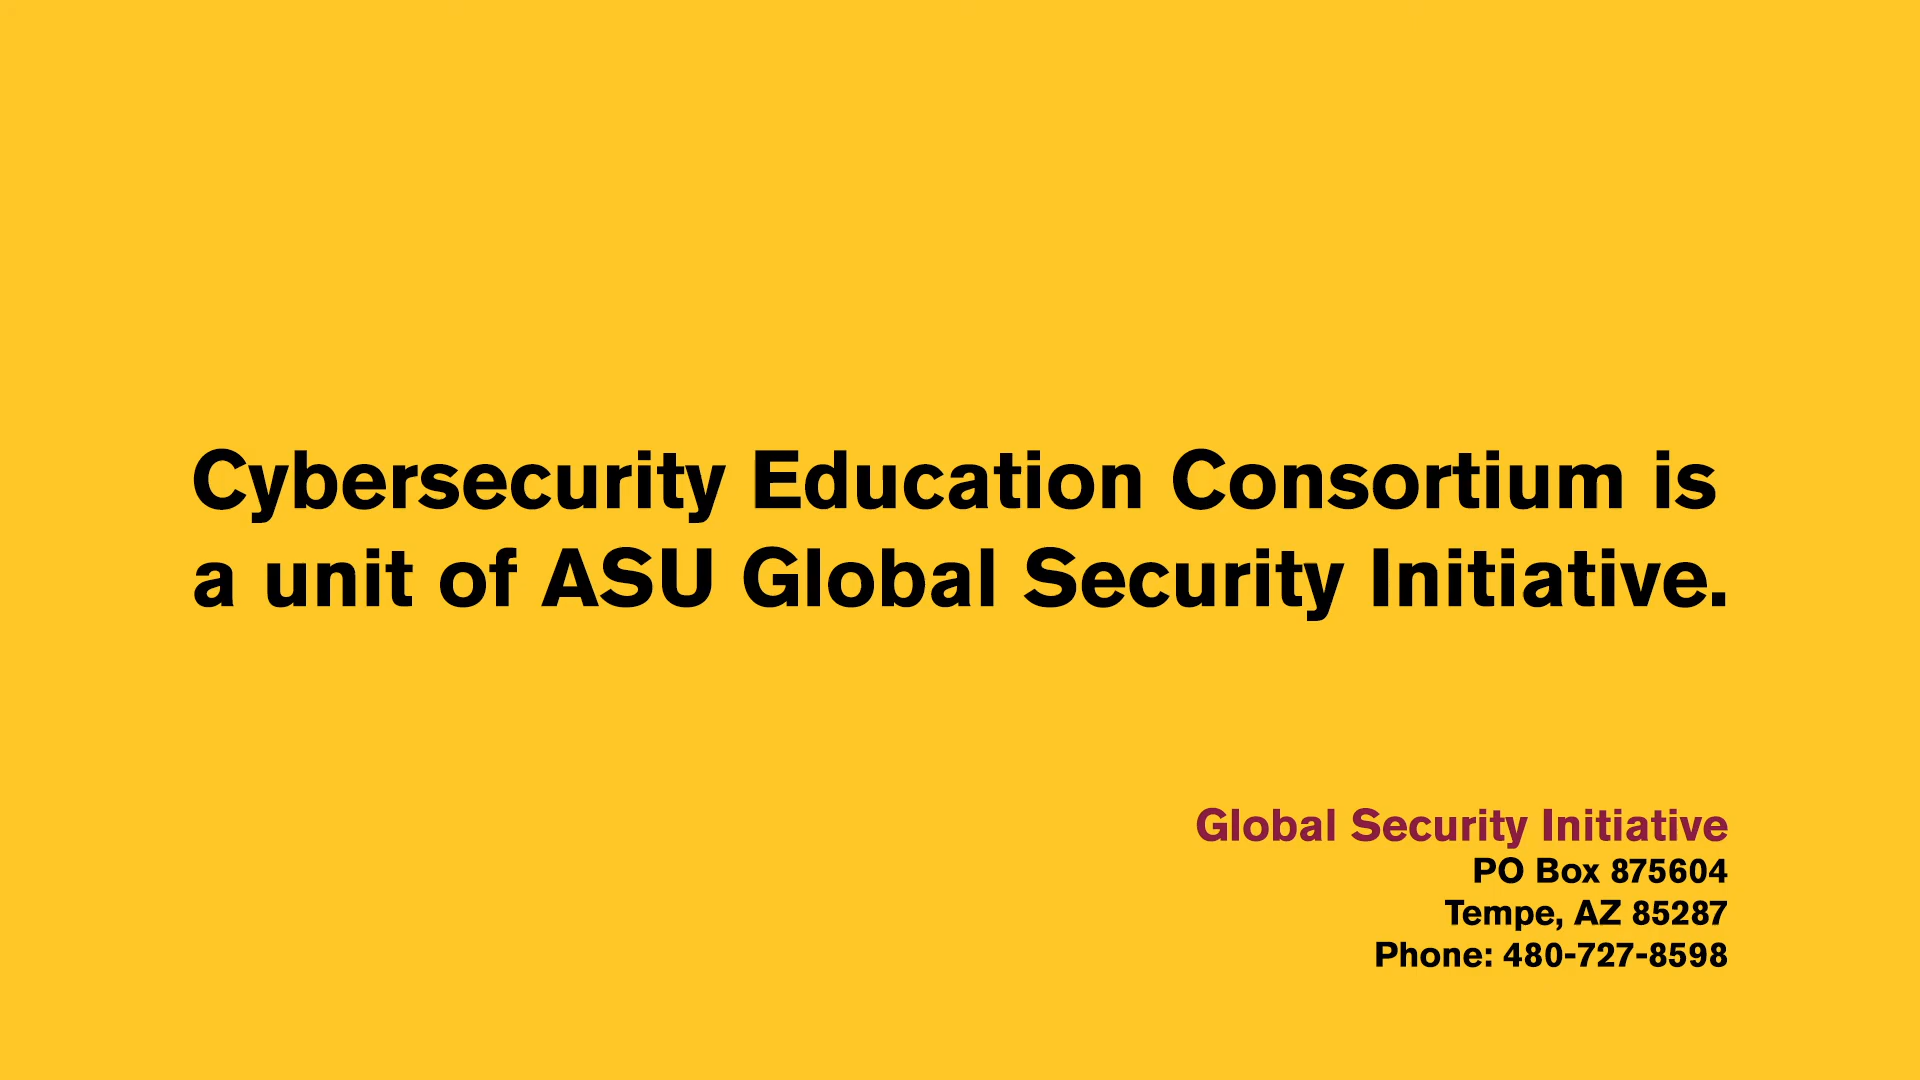 Cybersecurity Education Consortium is
a unit of ASU Global Security Initiative.
Global Security Initiative
PO Box 875604
Tempe, AZ 85287
Phone: 480-727-8598